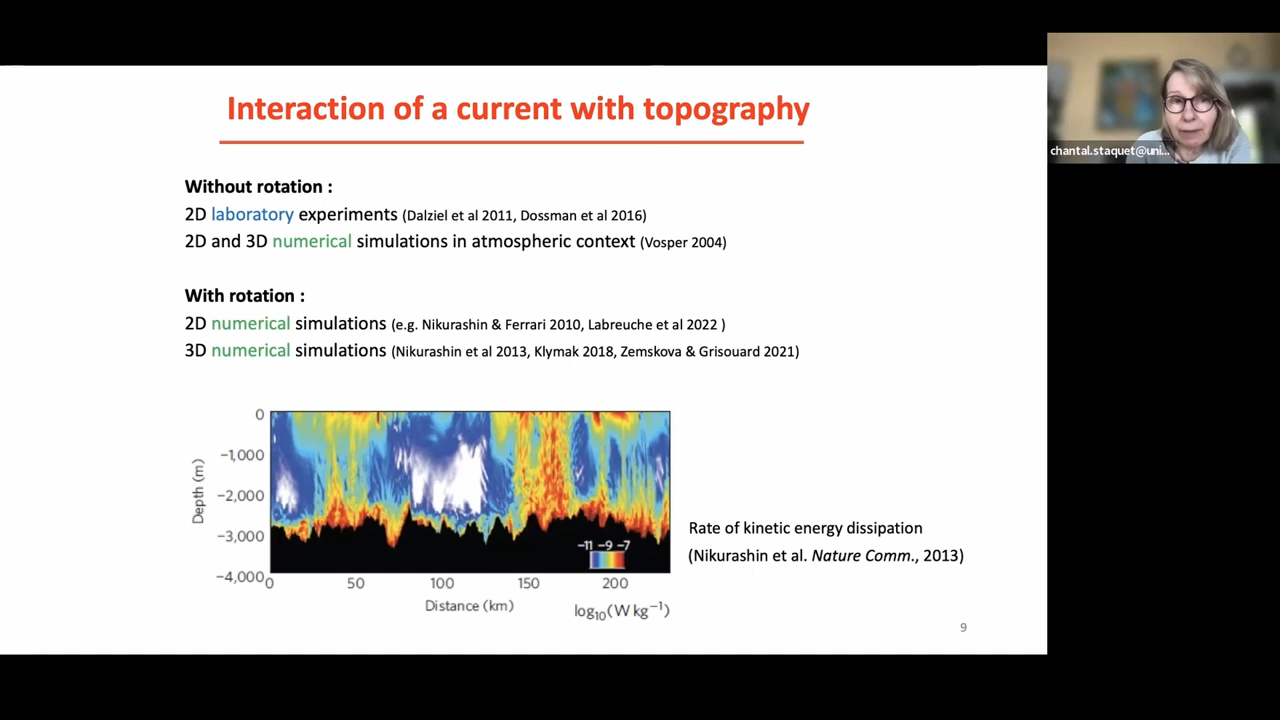 Interaction of a current with topography
chantal.staquet@uni...
Without rotation :
2D laboratory experiments (Dalziel et al 2011, Dossman et al 2016)
2D and 3D numerical simulations in atmospheric context (Vosper 2004)
With rotation :
2D numerical simulations (e.g. Nikurashin & Ferrari 2010, Labreuche et al 2022 )
3D numerical simulations (Nikurashin et al 2013, Klymak 2018, Zemskova & Grisouard 2021)
0
−1,000
−2,000
−3,000
−4,000
Depth (m)
−11 −9 −7
0 50 100 150 200
Distance (km)
log10(W kg−1)
Rate of kinetic energy dissipation
(Nikurashin et al. Nature Comm., 2013)
9